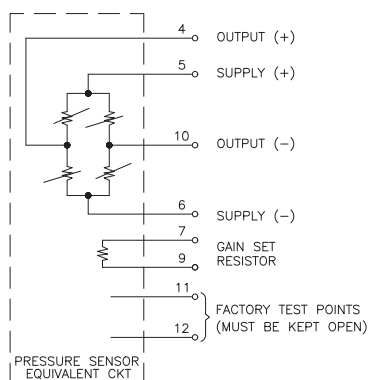 4 OUTPUT (+)
5 SUPPLY (+)
10 OUTPUT (−)
6 SUPPLY (−)
7
GAIN SET
RESISTOR
9
11
FACTORY TEST POINTS
(MUST BE KEPT OPEN)
12
PRESSURE SENSOR
EQUIVALENT CKT